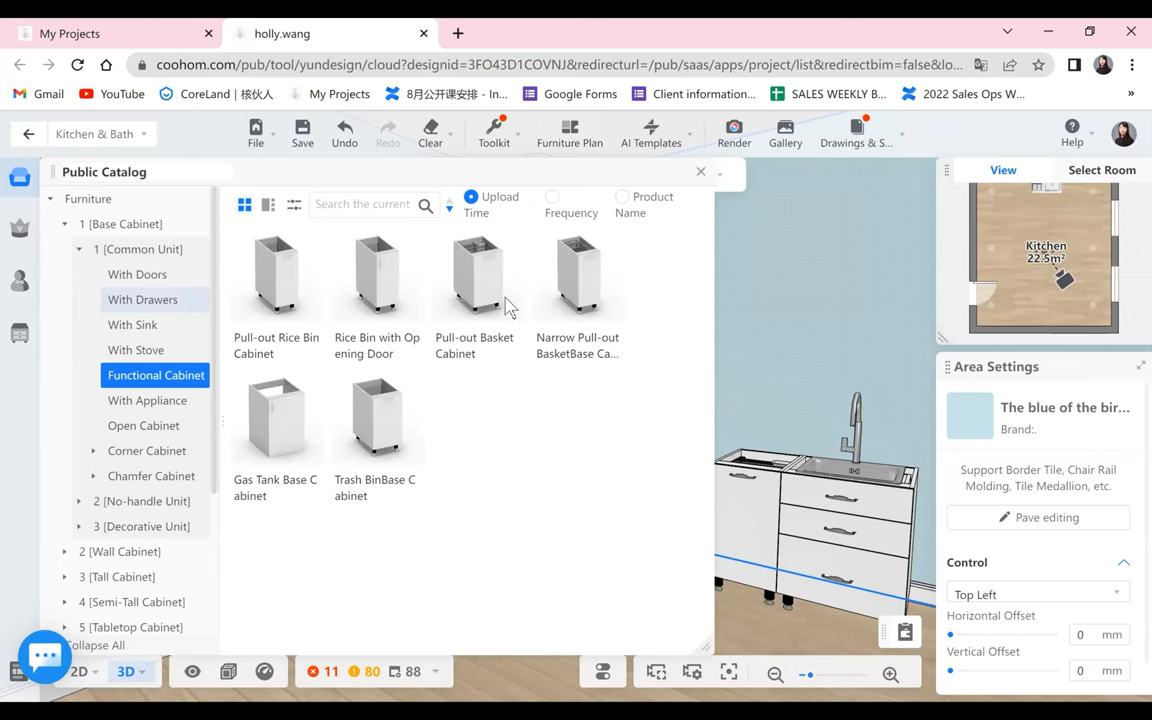 My Projects
holly.wang
coohom.com/pub/tool/yundesign/cloud?designid=3FO43D1COVNJ&redirecturl=/pub/saas/apps/project/list&redirectbim=false&lo...
Gmail
YouTube
CoreLand | 核伙人
My Projects
8月公开课安排 - In...
Google Forms
Client information...
SALES WEEKLY B...
2022 Sales Ops W...
»
Kitchen & Bath
File
Save
Undo
Redo
Clear
Toolkit
Furniture Plan
AI Templates
Render
Gallery
Drawings & S...
Help
Public Catalog
Furniture
1 [Base Cabinet]
1 [Common Unit]
With Doors
With Drawers
With Sink
With Stove
Functional Cabinet
With Appliance
Open Cabinet
Corner Cabinet
Chamfer Cabinet
2 [No-handle Unit]
3 [Decorative Unit]
2 [Wall Cabinet]
3 [Tall Cabinet]
4 [Semi-Tall Cabinet]
5 [Tabletop Cabinet]
Collapse All
Search the current
Upload
Time
Frequency
Product
Name
Pull-out Rice Bin
Cabinet
Rice Bin with Op
ening Door
Pull-out Basket
Cabinet
Narrow Pull-out
BasketBase Ca...
Gas Tank Base C
abinet
Trash BinBase C
abinet
View
Select Room
Kitchen
22.5m²
Area Settings
The blue of the bir...
Brand:.
Support Border Tile, Chair Rail
Molding, Tile Medallion, etc.
Pave editing
Control
Top Left
Horizontal Offset
0 mm
Vertical Offset
0 mm
2D
3D
11
80
88